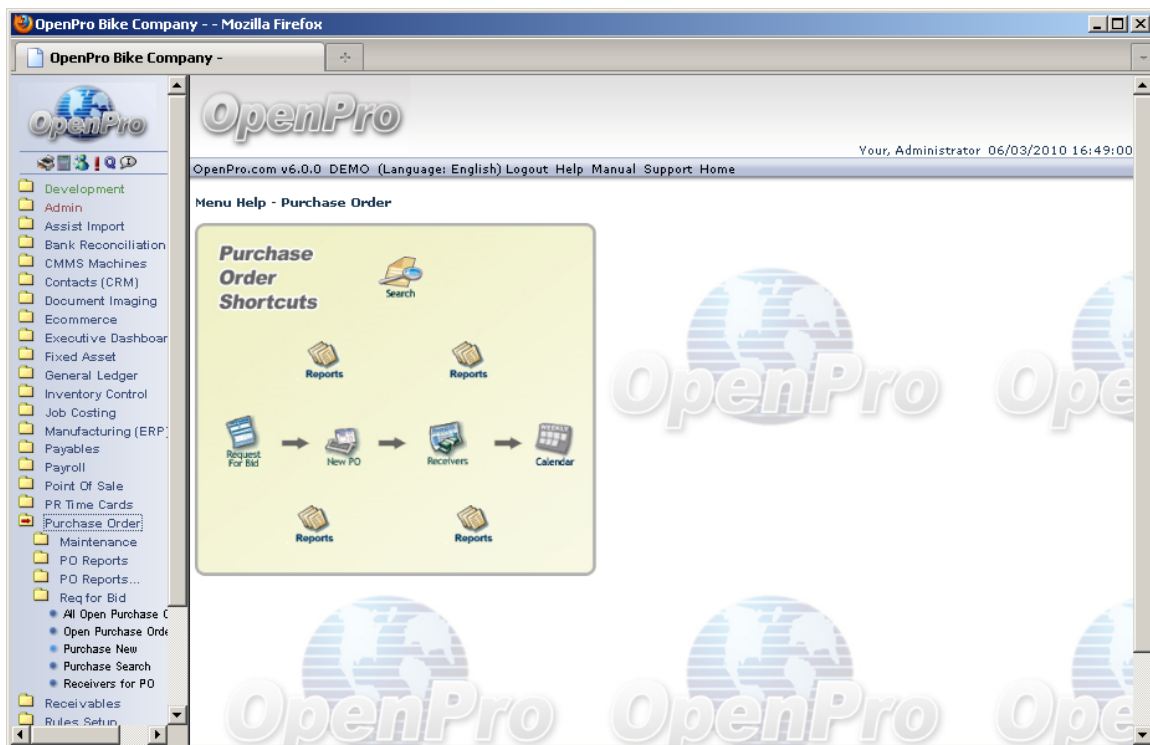 OpenPro Bike Company - - Mozilla Firefox
OpenPro Bike Company -
OpenPro
OpenPro
Your, Administrator 06/03/2010 16:49:00
OpenPro.com v6.0.0 DEMO (Language: English) Logout Help Manual Support Home
Development
Admin
Assist Import
Bank Reconciliation
CMMS Machines
Contacts (CRM)
Document Imaging
Ecommerce
Executive Dashboar
Fixed Asset
General Ledger
Inventory Control
Job Costing
Manufacturing (ERP)
Payables
Payroll
Point Of Sale
PR Time Cards
Purchase Order
Maintenance
PO Reports
PO Reports...
Req for Bid
All Open Purchase O
Open Purchase Orde
Purchase New
Purchase Search
Receivers for PO
Receivables
Rules Setup
Menu Help - Purchase Order
Purchase
Order
Shortcuts
Search
Reports
Reports
Request
For Bid
New PO
Receivers
WEEKLY
Calendar
Reports
Reports
OpenPro
Ope
OpenPro
OpenPro
Ope